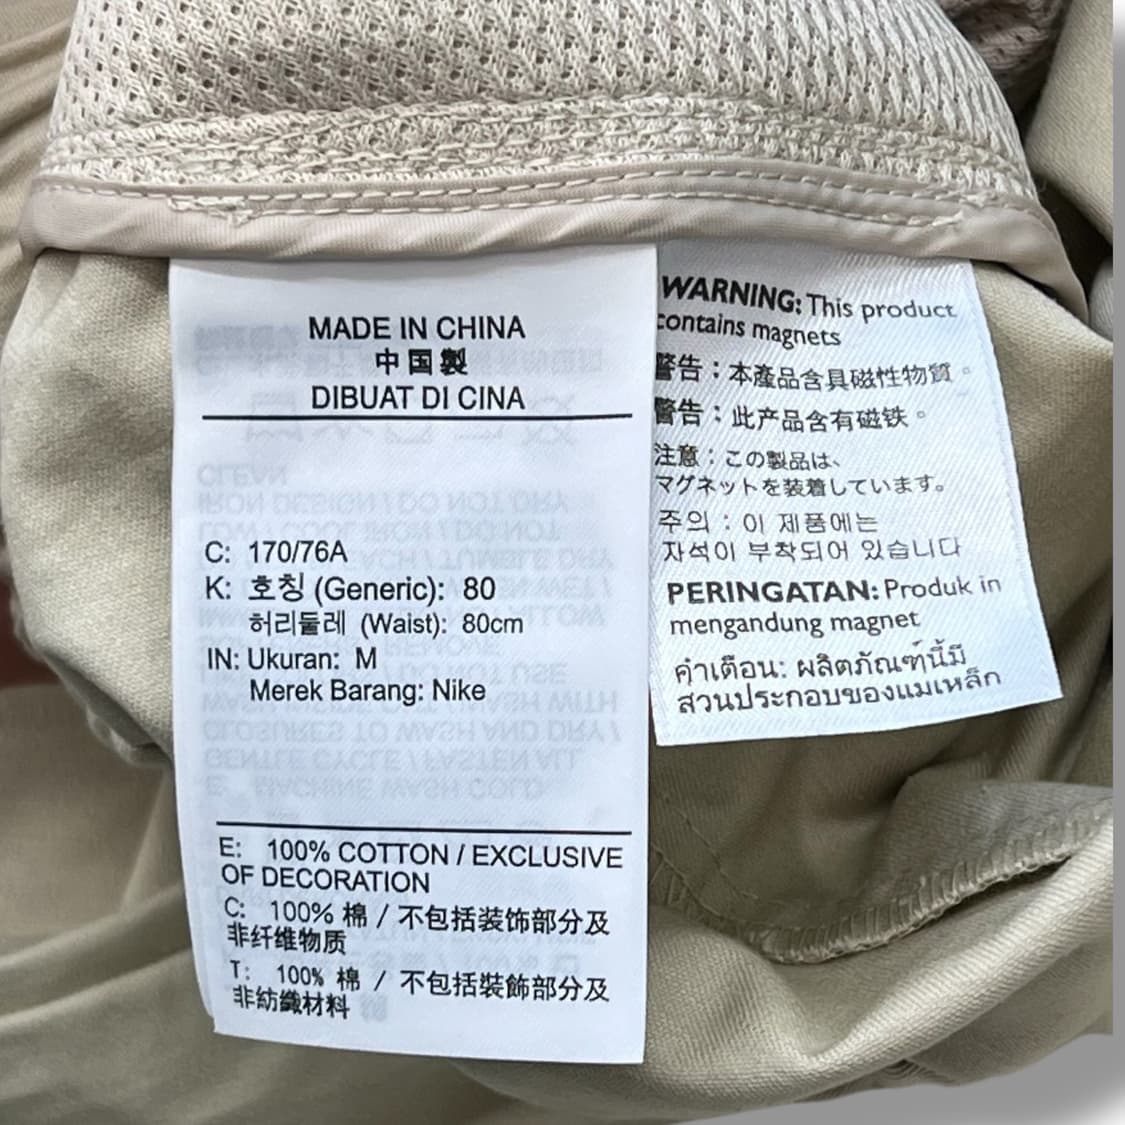 MADE IN CHINA
中国製
DIBUAT DI CINA
C: 170/76A
K: 호칭 (Generic): 80
허리둘레 (Waist): 80cm
IN: Ukuran: M
Merek Barang: Nike
E: 100% COTTON / EXCLUSIVE
OF DECORATION
C: 100% 棉 / 不包括装饰部分及
非纤维物质
T: 100% 棉 / 不包括裝飾部分及
非紡織材料
WARNING: This product
contains magnets
警告：本產品含具磁性物質。
警告：此产品含有磁铁。
注意：この製品は、
マグネットを装着しています。
주의 : 이 제품에는
자석이 부착되어 있습니다
PERINGATAN: Produk in
mengandung magnet
คำเตือน: ผลิตภัณฑ์นี้มี
ส่วนประกอบของแม่เหล็ก